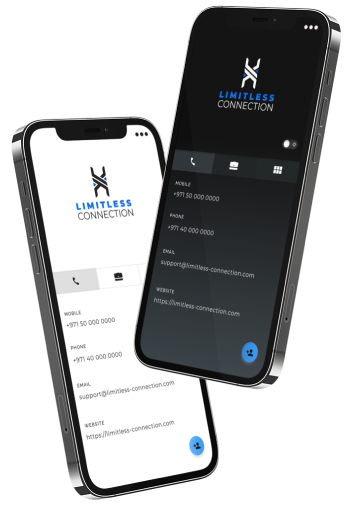 LIMITLESS
CONNECTION
MOBILE
+971 50 000 0000
PHONE
+971 40 000 0000
EMAIL
support@limitless-connection.com
WEBSITE
https://limitless-connection.com
LIMITLESS
CONNECTION
MOBILE
+971 50 000 0000
PHONE
+971 40 000 0000
EMAIL
support@limitless-connection.com
WEBSITE
https://limitless-connection.com